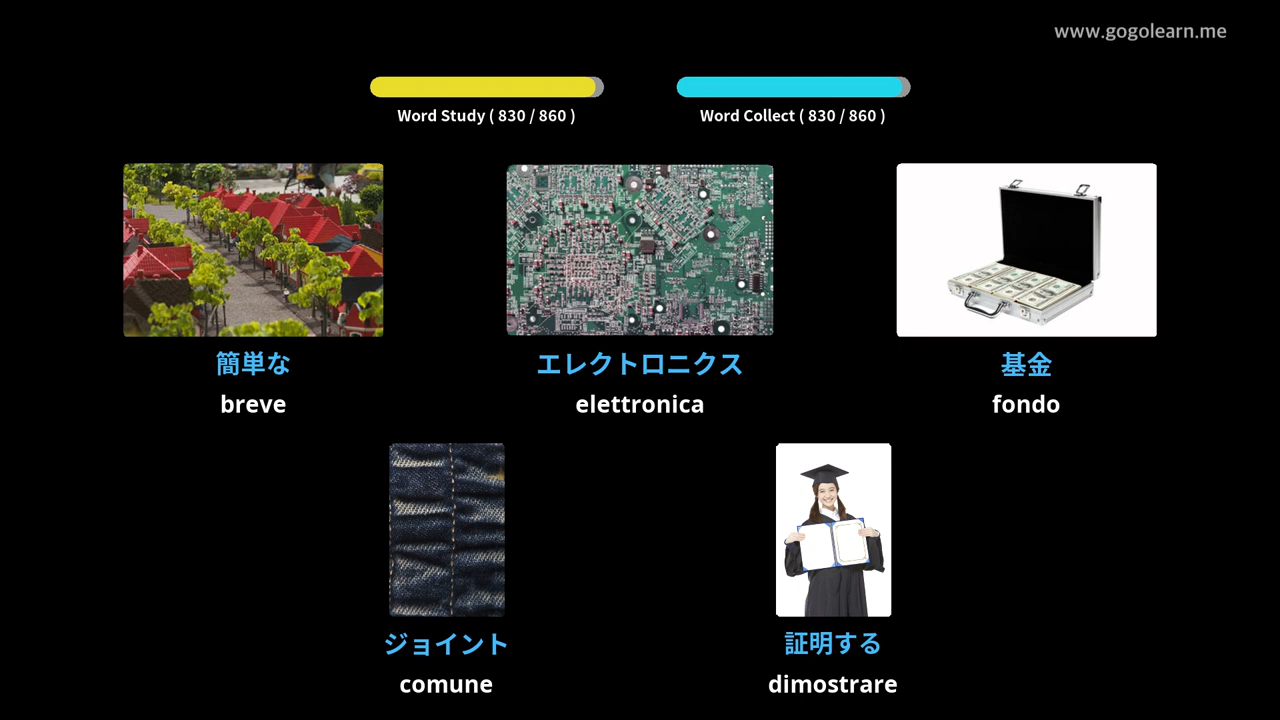 www.gogolearn.me
Word Study ( 830 / 860 )
Word Collect ( 830 / 860 )
簡単な
エレクトロニクス
基金
breve
elettronica
fondo
ジョイント
証明する
comune
dimostrare